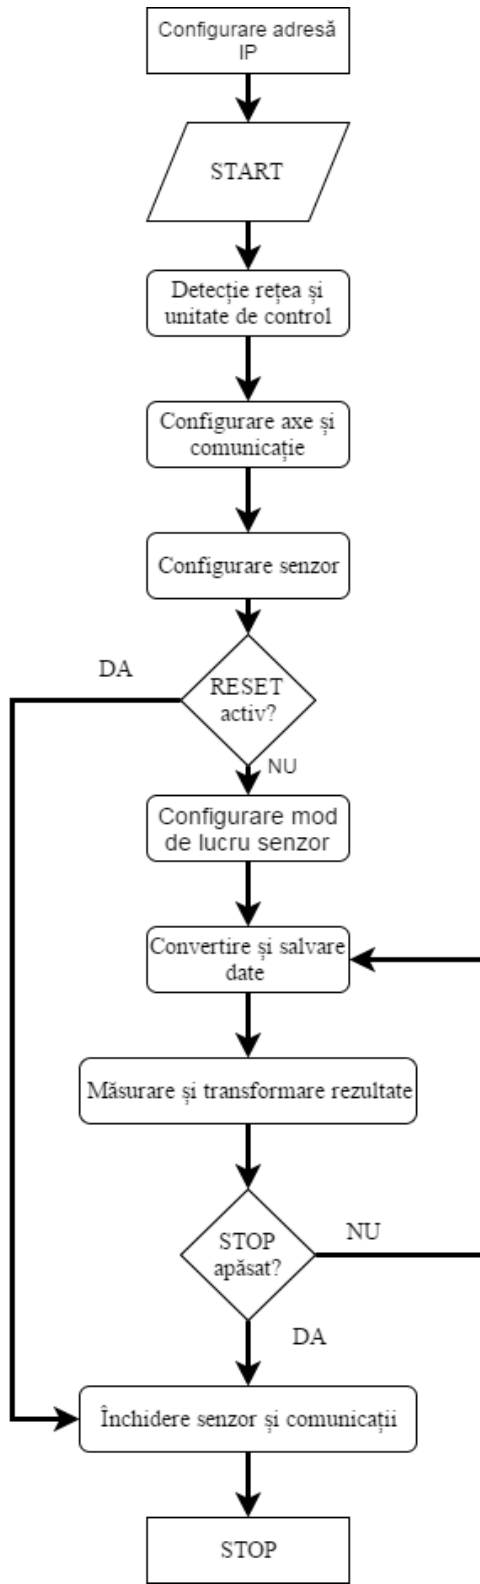 Configurare adresă
IP
START
Detecție rețea și
unitate de control
Configurare axe și
comunicație
Configurare senzor
DA
RESET
activ?
NU
Configurare mod
de lucru senzor
Convertire și salvare
date
Măsurare și transformare rezultate
STOP
apăsat?
NU
DA
Închidere senzor și comunicații
STOP